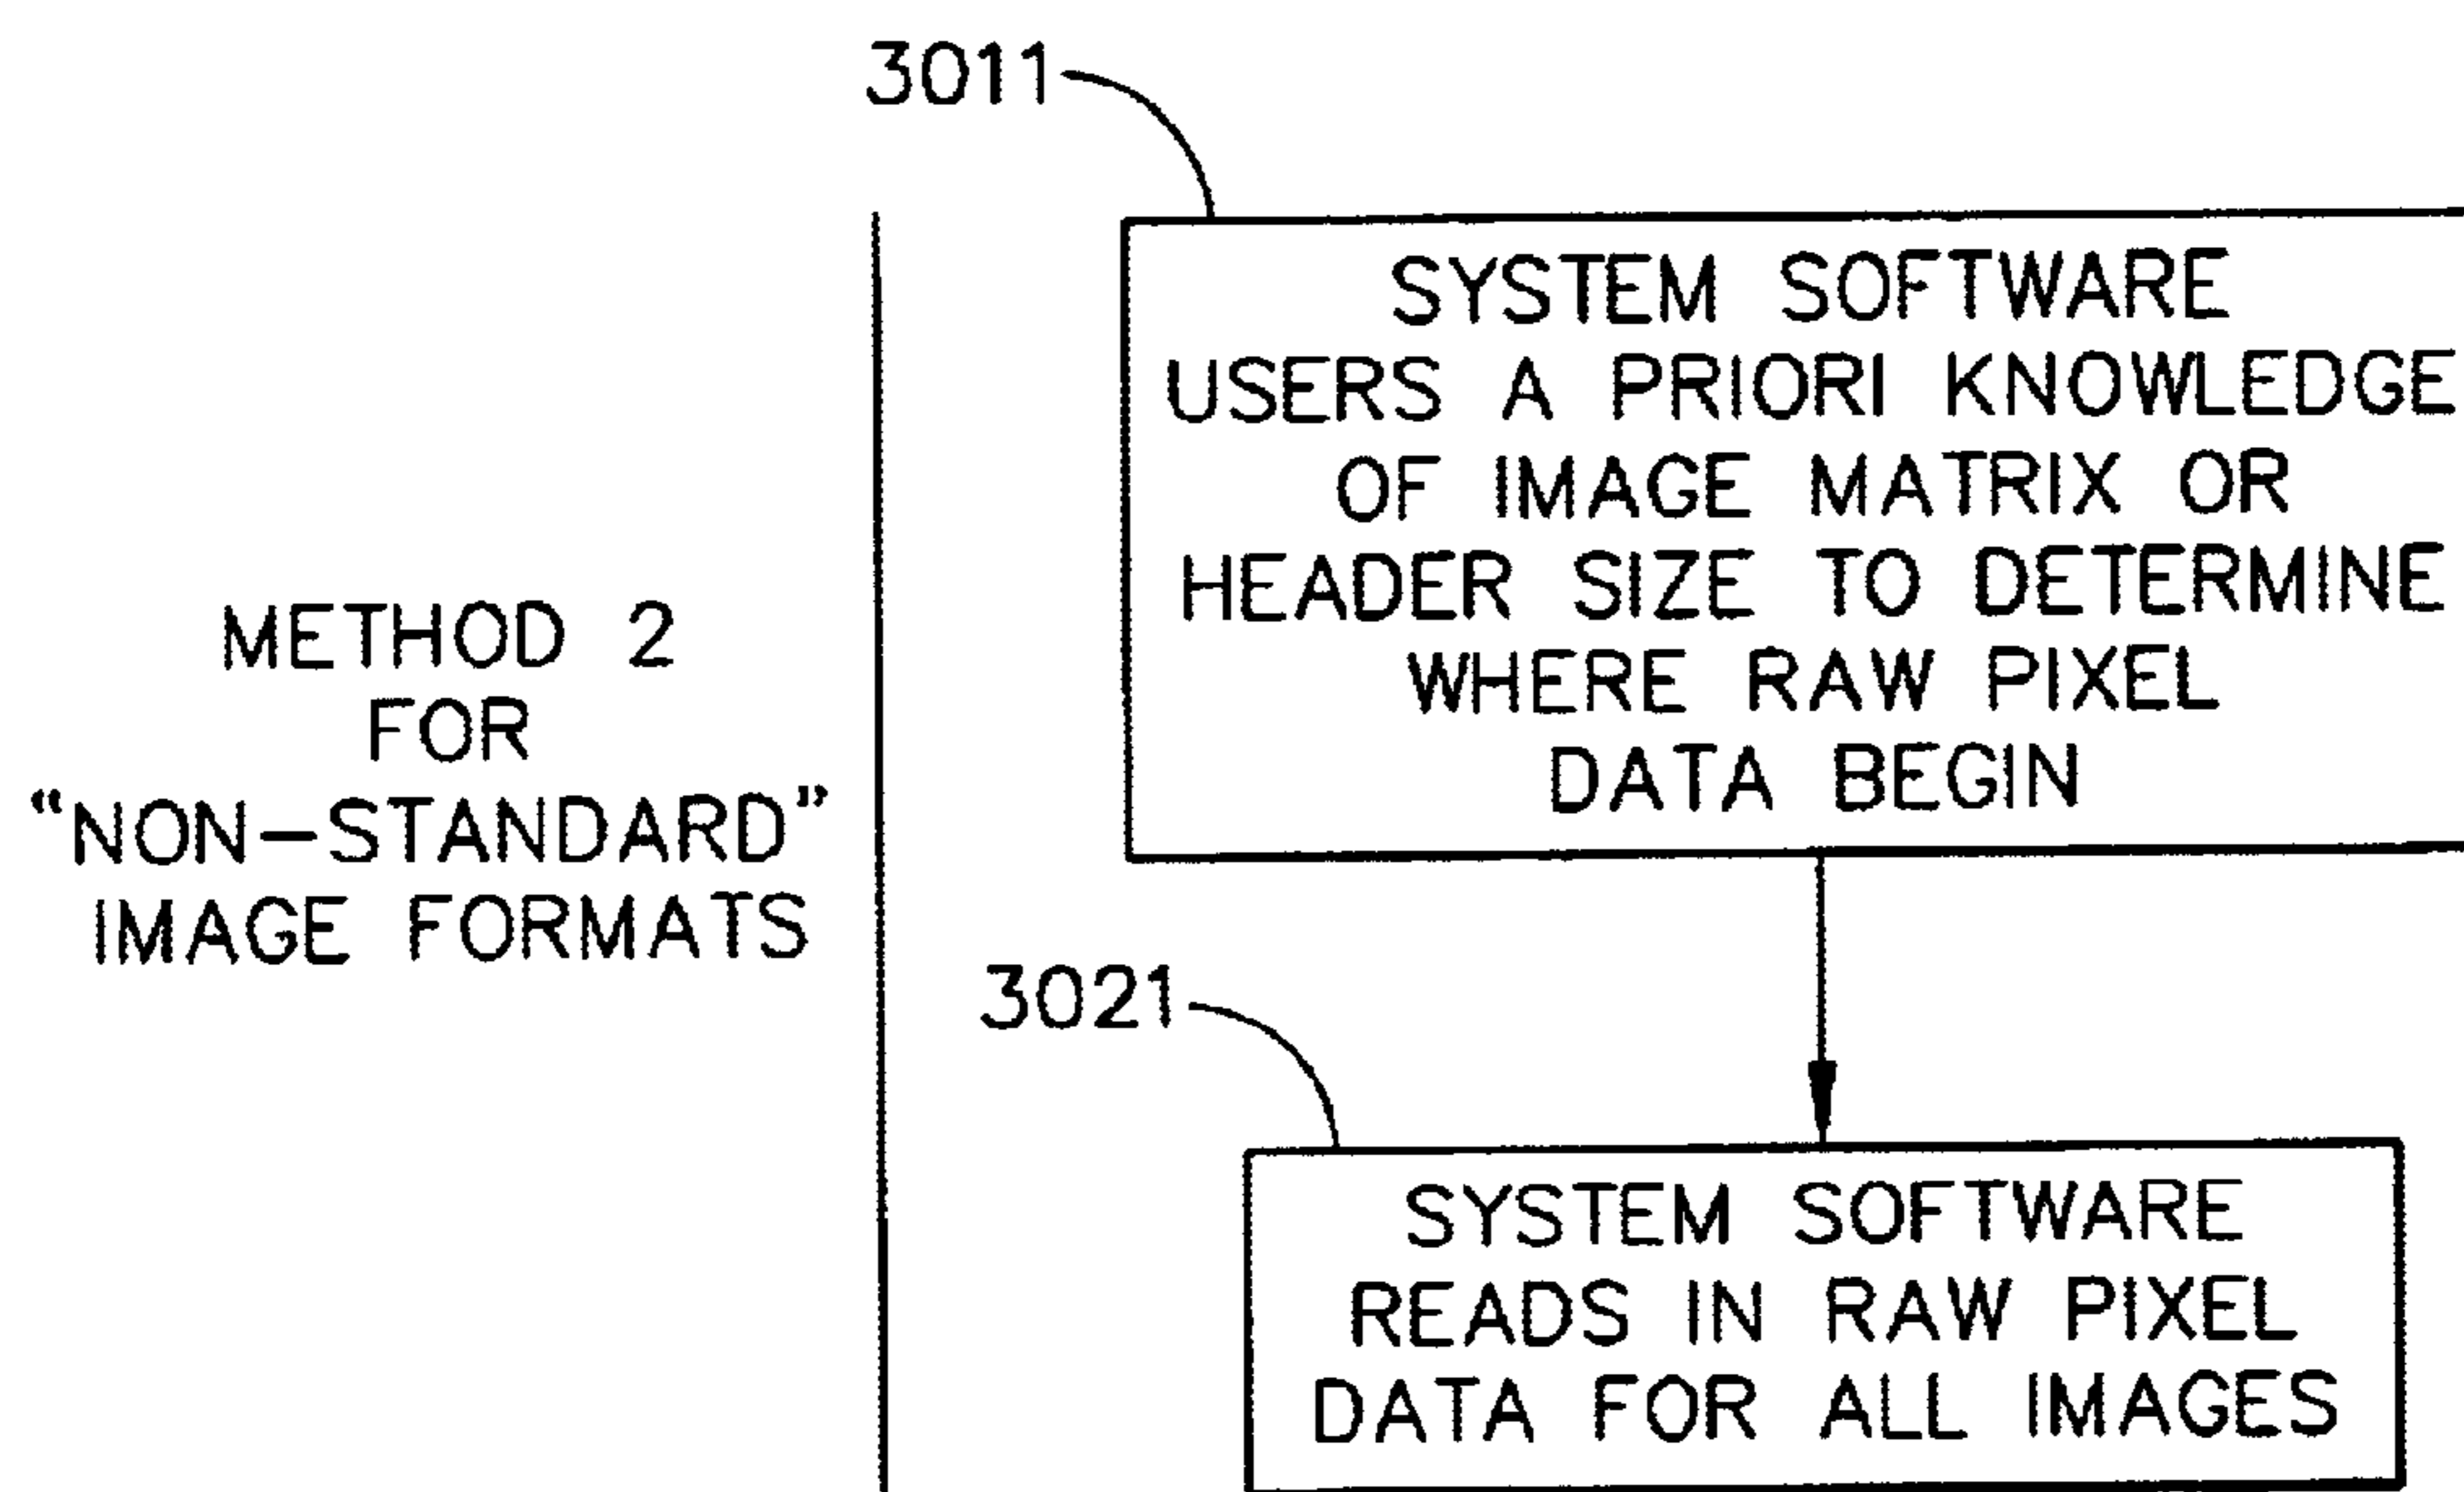 3011
SYSTEM SOFTWARE
USERS A PRIORI KNOWLEDGE
OF IMAGE MATRIX OR
HEADER SIZE TO DETERMINE
WHERE RAW PIXEL
DATA BEGIN
METHOD 2
FOR
“NON-STANDARD”
IMAGE FORMATS
3021
SYSTEM SOFTWARE
READS IN RAW PIXEL
DATA FOR ALL IMAGES